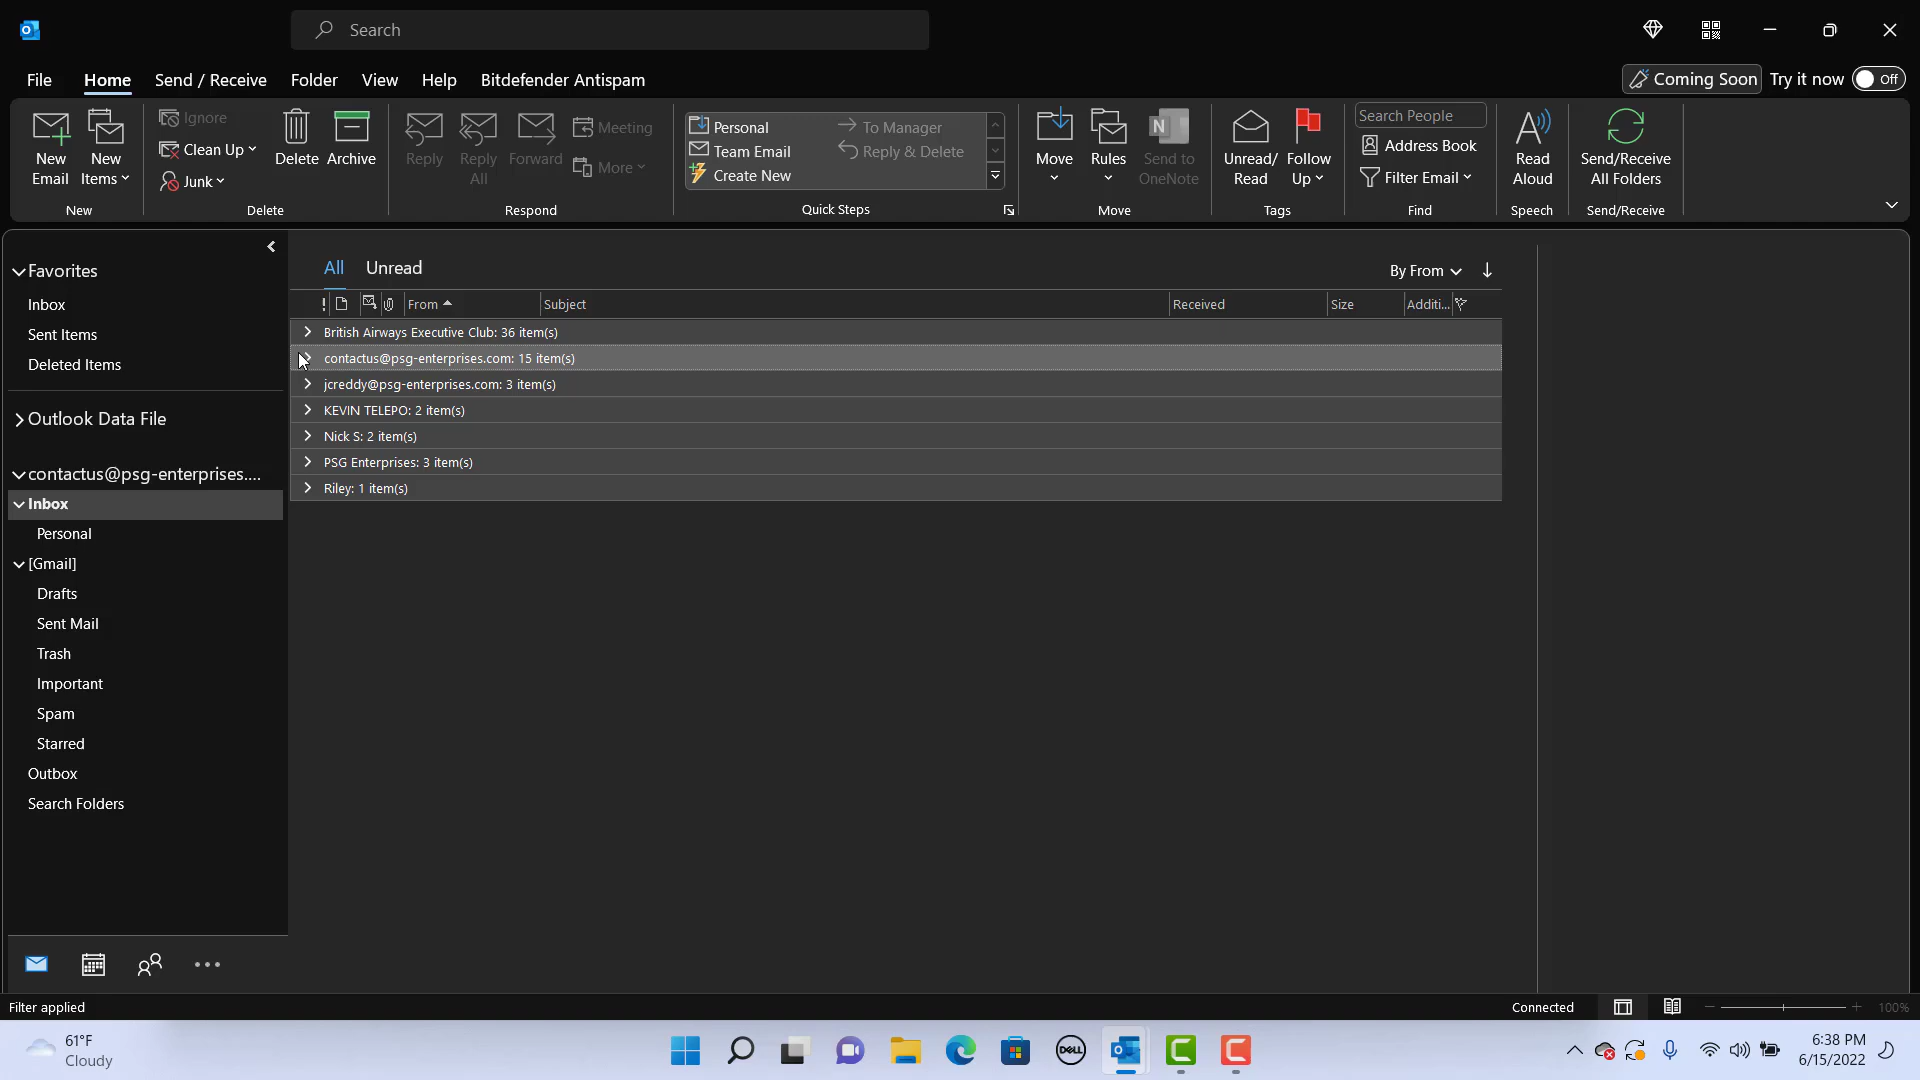 Search
File Home Send / Receive Folder View Help Bitdefender Antispam
Coming Soon Try it now Off
New Email
New Items
New
Ignore
Clean Up
Junk
Delete
Archive
Delete
Reply
Reply All
Forward
Meeting
More
Respond
Personal
Team Email
Create New
To Manager
Reply & Delete
Quick Steps
Move
Rules
Send to OneNote
Move
Unread/ Read
Follow Up
Tags
Search People
Address Book
Filter Email
Find
Read Aloud
Speech
Send/Receive All Folders
Send/Receive
Favorites
Inbox
Sent Items
Deleted Items
Outlook Data File
contactus@psg-enterprises....
Inbox
Personal
[Gmail]
Drafts
Sent Mail
Trash
Important
Spam
Starred
Outbox
Search Folders
All Unread
By From
! From Subject Received Size Additi...
British Airways Executive Club: 36 item(s)
contactus@psg-enterprises.com: 15 item(s)
jcreddy@psg-enterprises.com: 3 item(s)
KEVIN TELEPO: 2 item(s)
Nick S: 2 item(s)
PSG Enterprises: 3 item(s)
Riley: 1 item(s)
Filter applied
Connected
100%
61°F
Cloudy
DELL
6:38 PM
6/15/2022